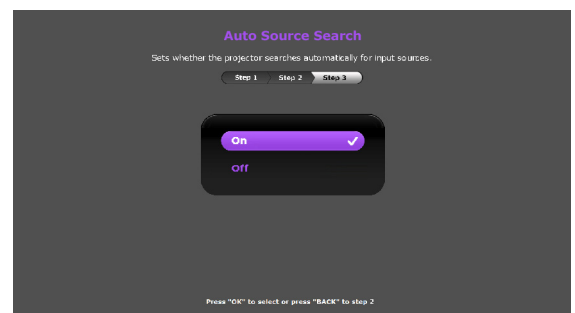 Auto Source Search
Sets whether the projector searches automatically for input sources.
Step 1 Step 2 Step 3
On
Off
Press "OK" to select or press "BACK" to step 2